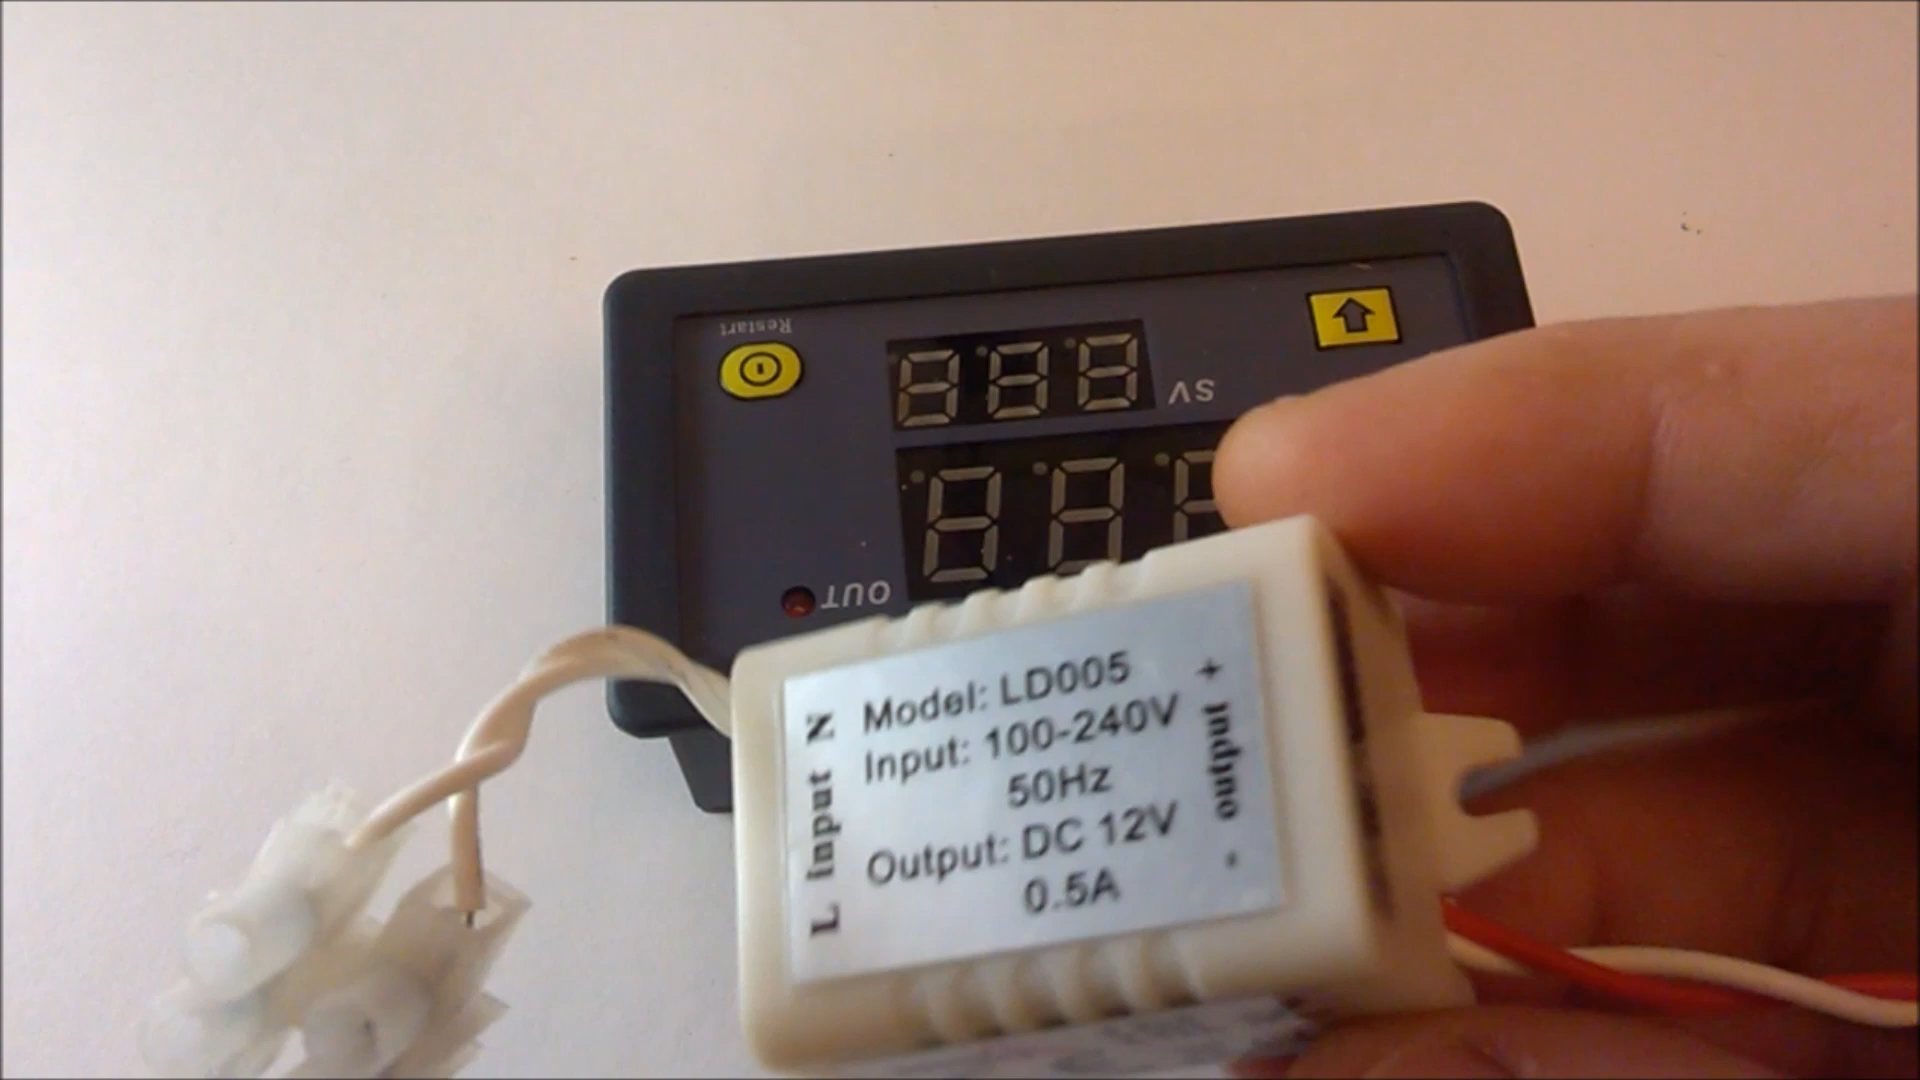 Restart
SV
OUT
Model: LD005
Input: 100-240V
50Hz
Output: DC 12V
0.5A
L Input N
+ output -